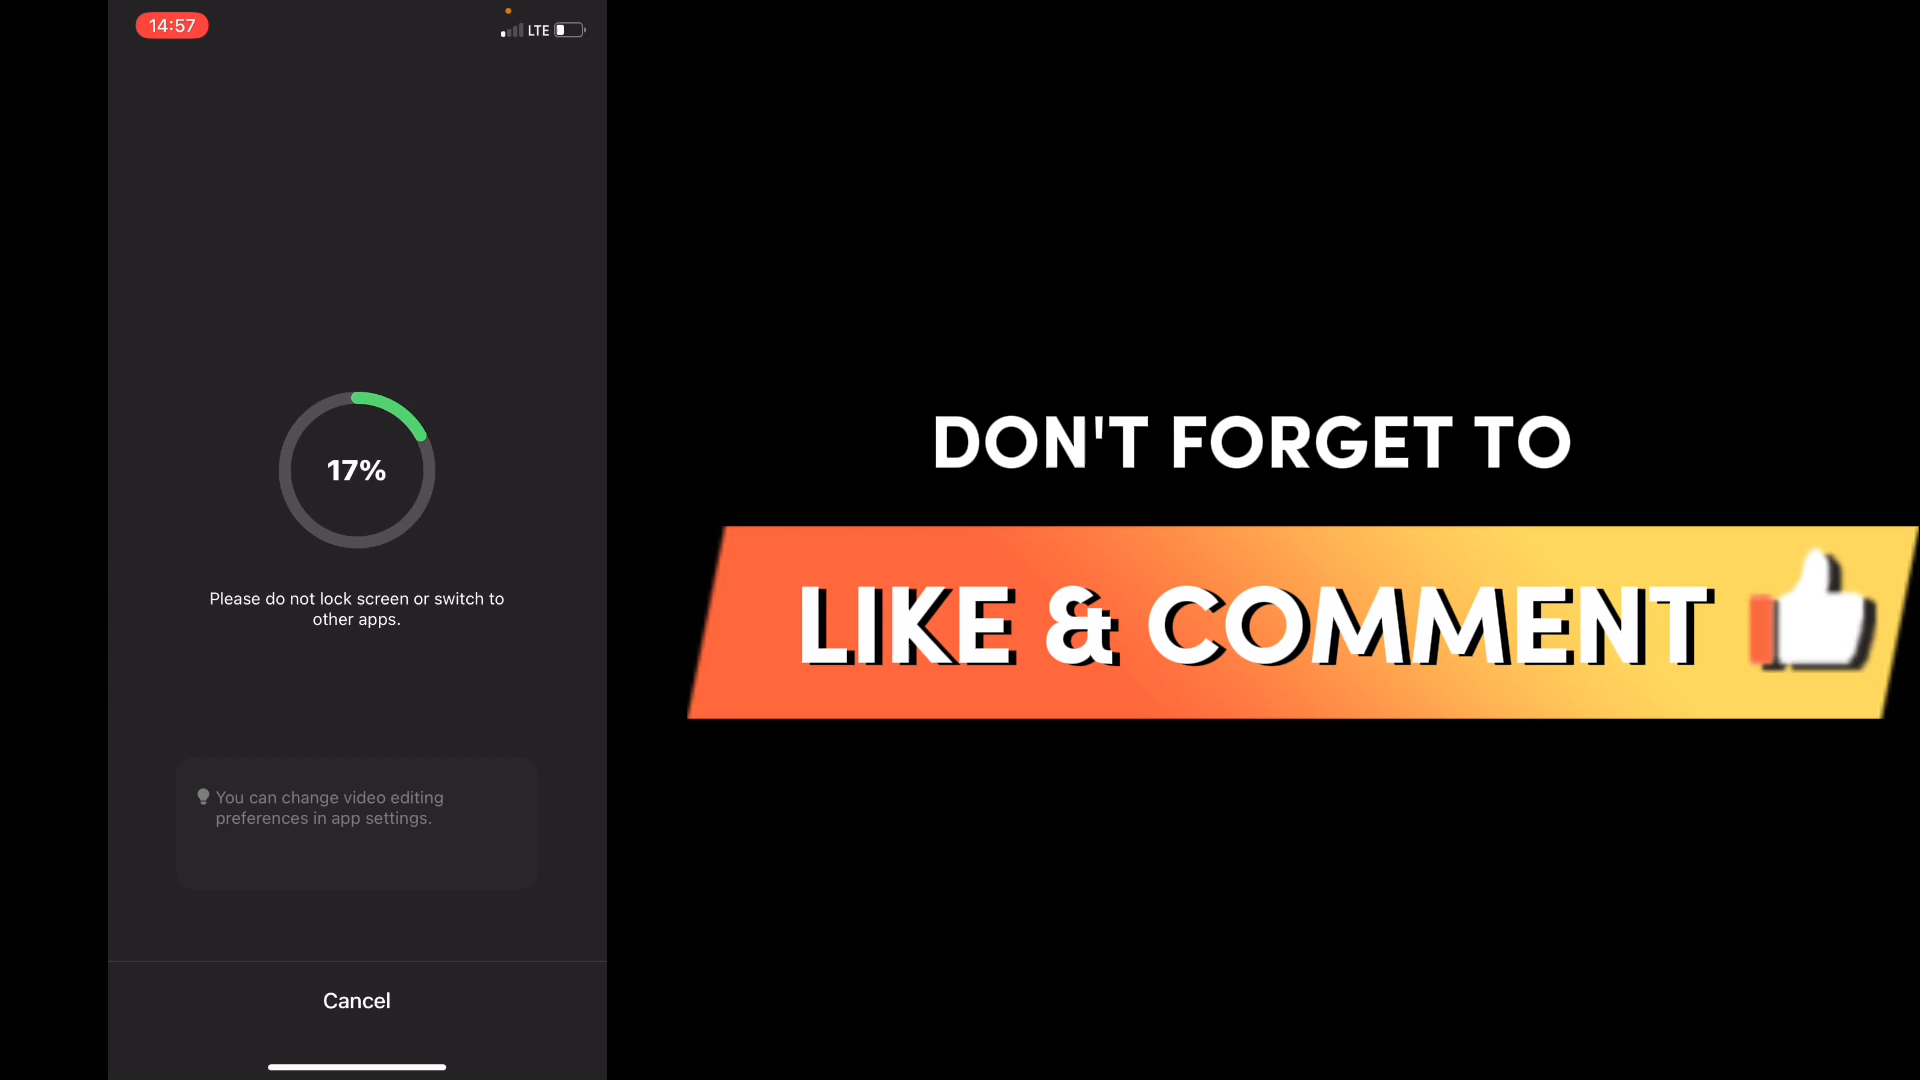 14:57
LTE
17%
Please do not lock screen or switch to
other apps.
You can change video editing
preferences in app settings.
Cancel
DON'T FORGET TO
LIKE & COMMENT